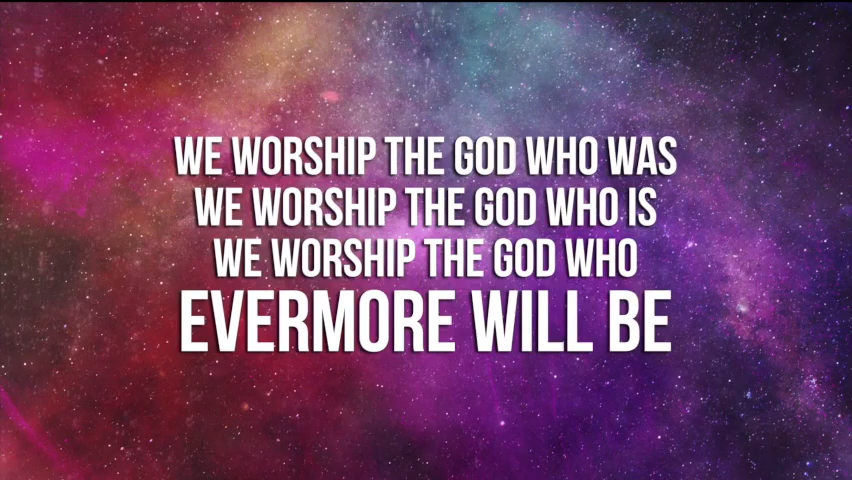 WE WORSHIP THE GOD WHO WAS
WE WORSHIP THE GOD WHO IS
WE WORSHIP THE GOD WHO
EVERMORE WILL BE